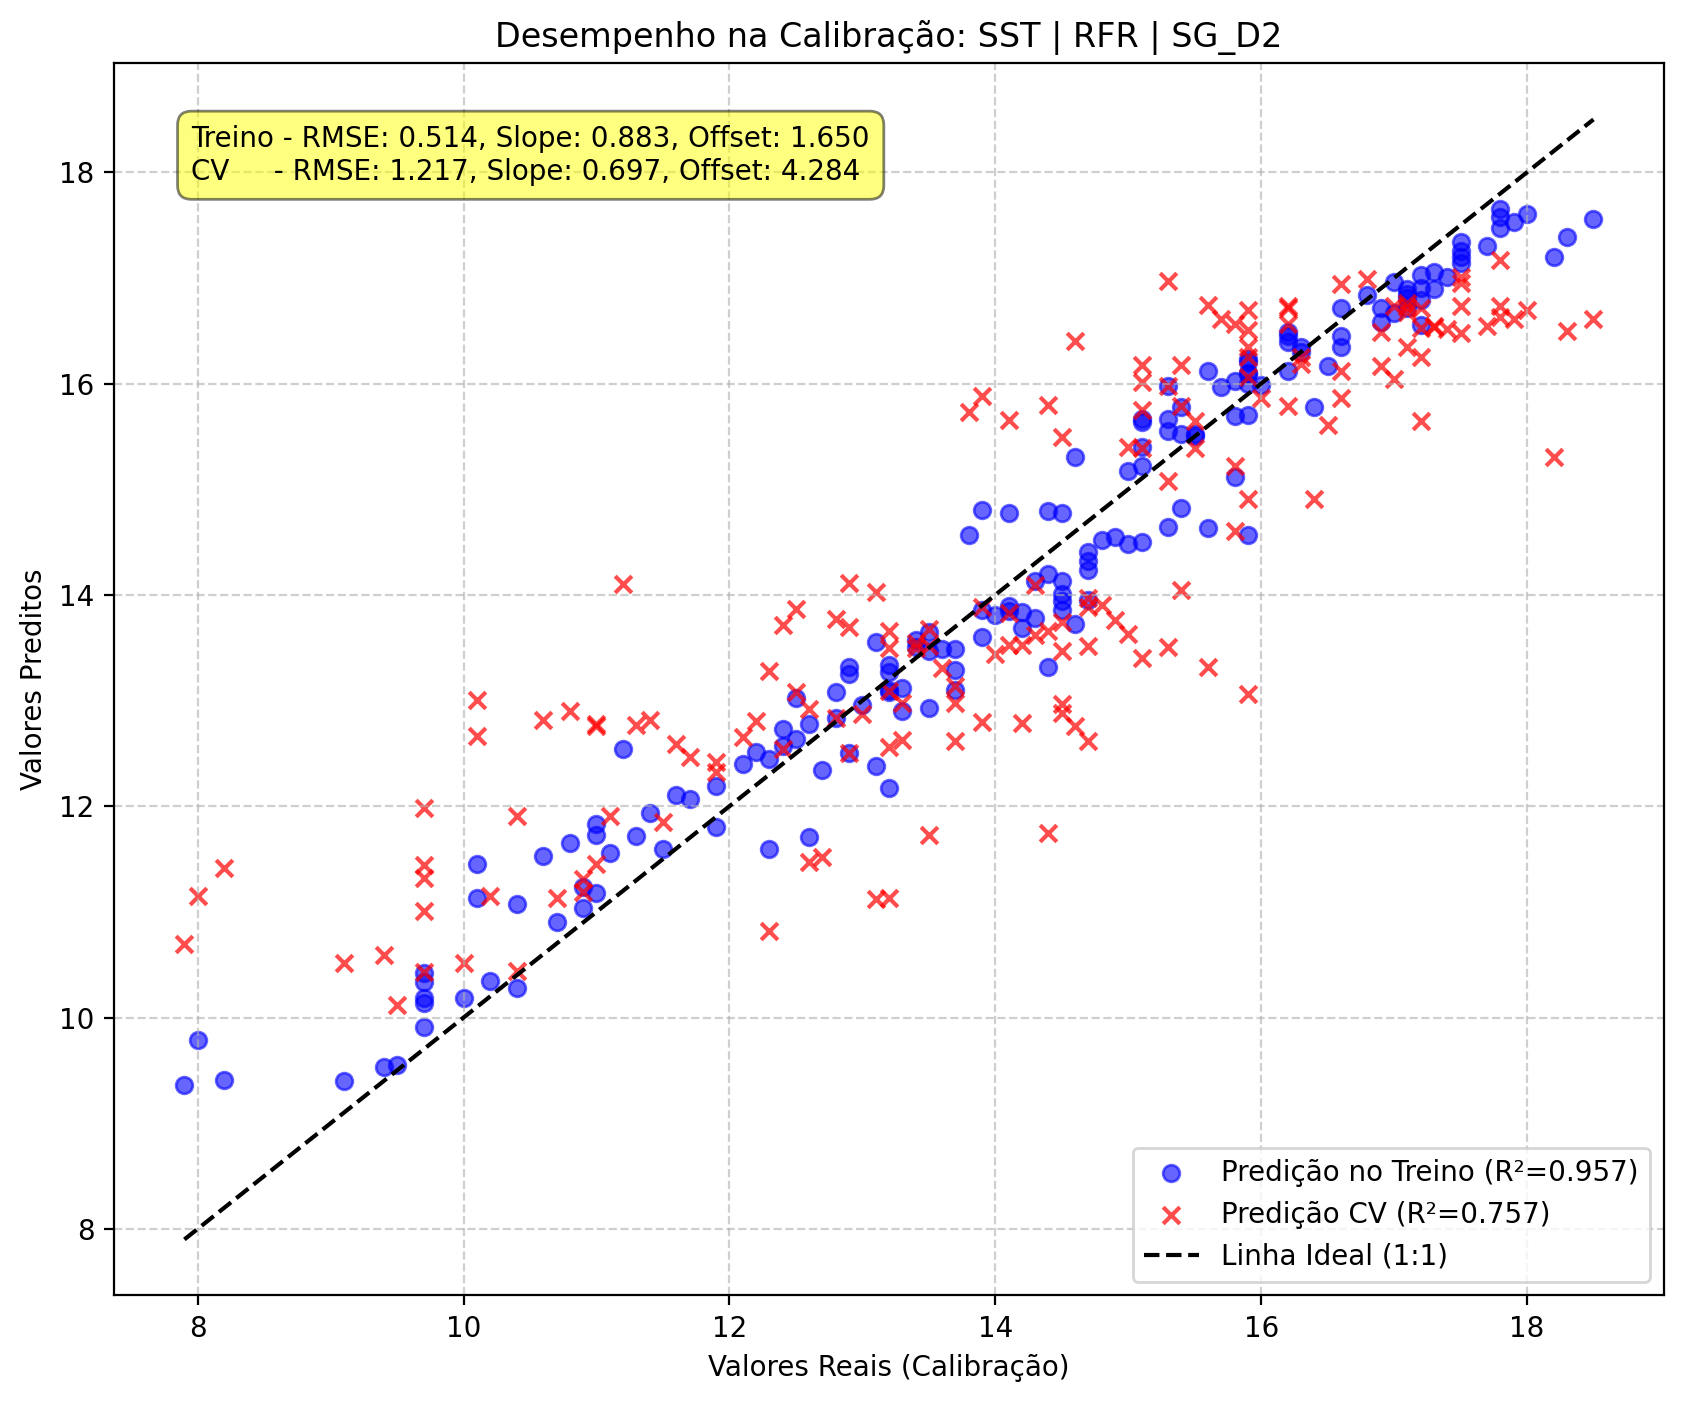 Desempenho na Calibração: SST | RFR | SG_D2
Treino - RMSE: 0.514, Slope: 0.883, Offset: 1.650
CV - RMSE: 1.217, Slope: 0.697, Offset: 4.284
18
16
14
12
10
8
Valores Preditos
Predição no Treino (R²=0.957)
Predição CV (R²=0.757)
Linha Ideal (1:1)
8 10 12 14 16 18
Valores Reais (Calibração)